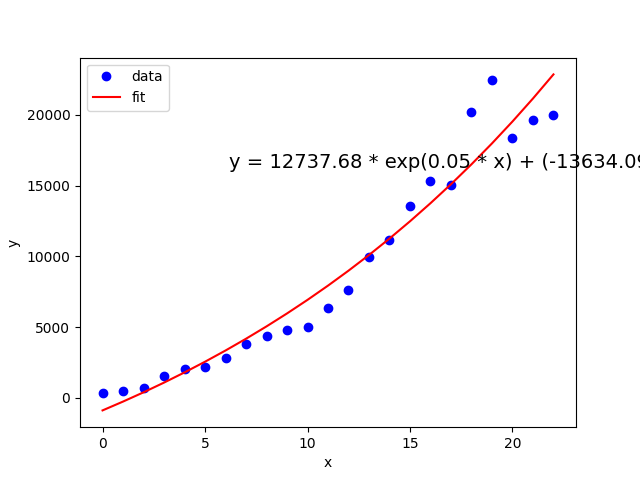 data
fit
y = 12737.68 * exp(0.05 * x) + (-13634.09
20000
15000
10000
5000
0
y
0 5 10 15 20
x